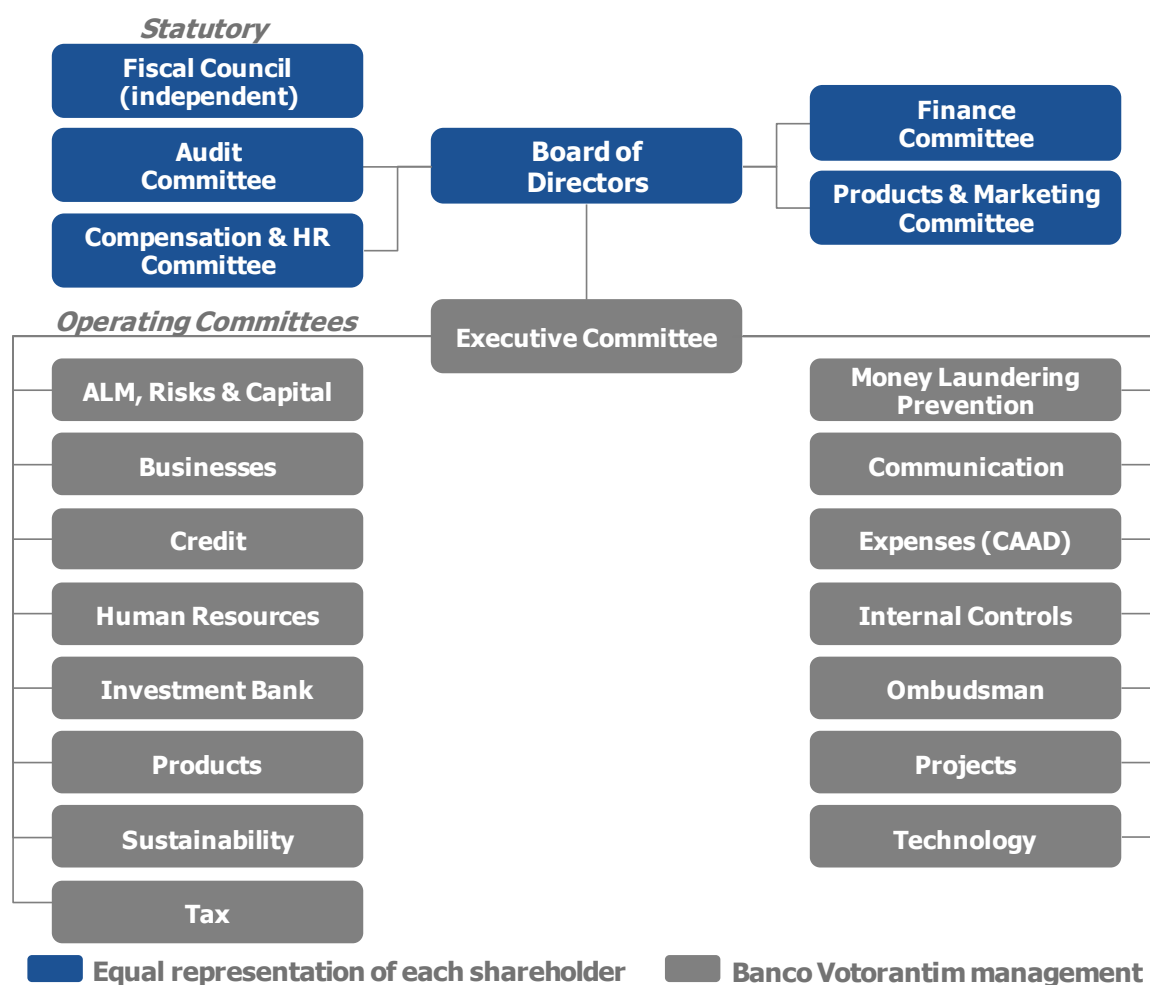 Statutory
Fiscal Council
(independent)
Audit
Committee
Compensation & HR
Committee
Board of
Directors
Finance
Committee
Products & Marketing
Committee
Operating Committees
Executive Committee
ALM, Risks & Capital
Businesses
Credit
Human Resources
Investment Bank
Products
Sustainability
Tax
Money Laundering
Prevention
Communication
Expenses (CAAD)
Internal Controls
Ombudsman
Projects
Technology
Equal representation of each shareholder
Banco Votorantim management